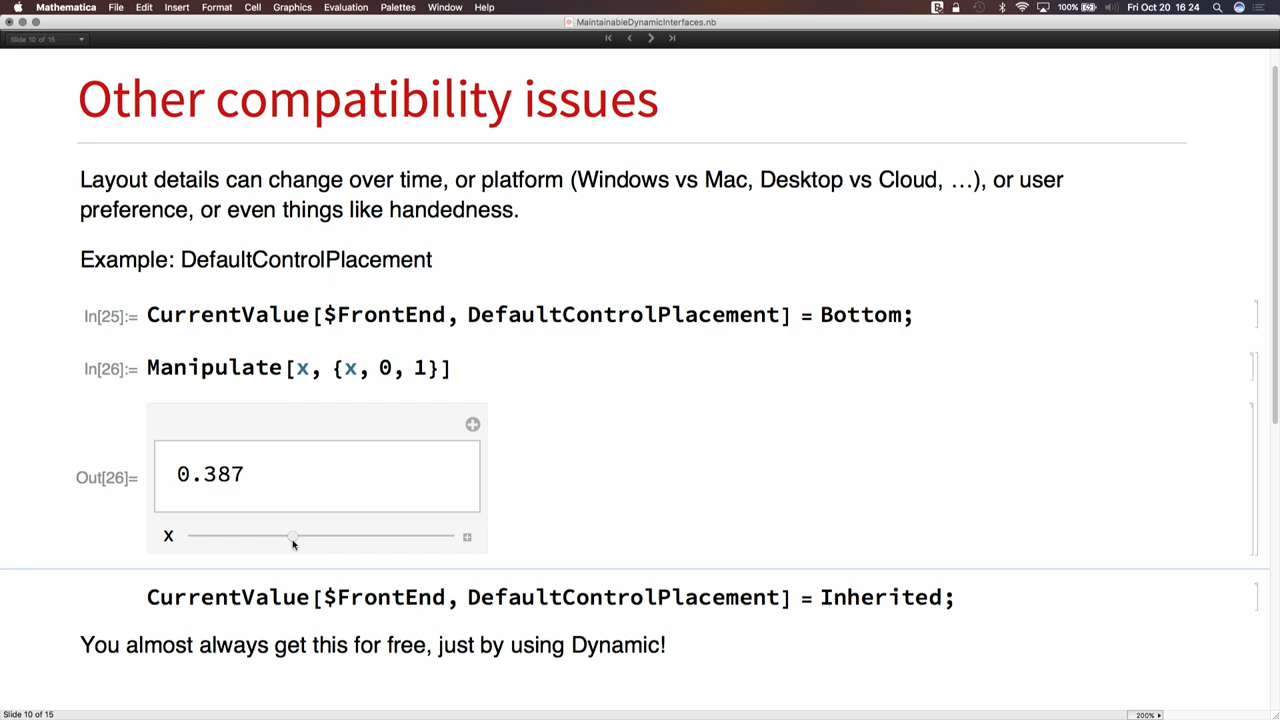 Mathematica File Edit Insert Format Cell Graphics Evaluation Palettes Window Help 100% Fri Oct 20 16 24
MaintainableDynamicInterfaces.nb
Slide 10 of 15
Other compatibility issues
Layout details can change over time, or platform (Windows vs Mac, Desktop vs Cloud, …), or user
preference, or even things like handedness.
Example: DefaultControlPlacement
In[25]:= CurrentValue[$FrontEnd, DefaultControlPlacement] = Bottom;
In[26]:= Manipulate[x, {x, 0, 1}]
0.387
Out[26]=
x
CurrentValue[$FrontEnd, DefaultControlPlacement] = Inherited;
You almost always get this for free, just by using Dynamic!
Slide 10 of 15
200%